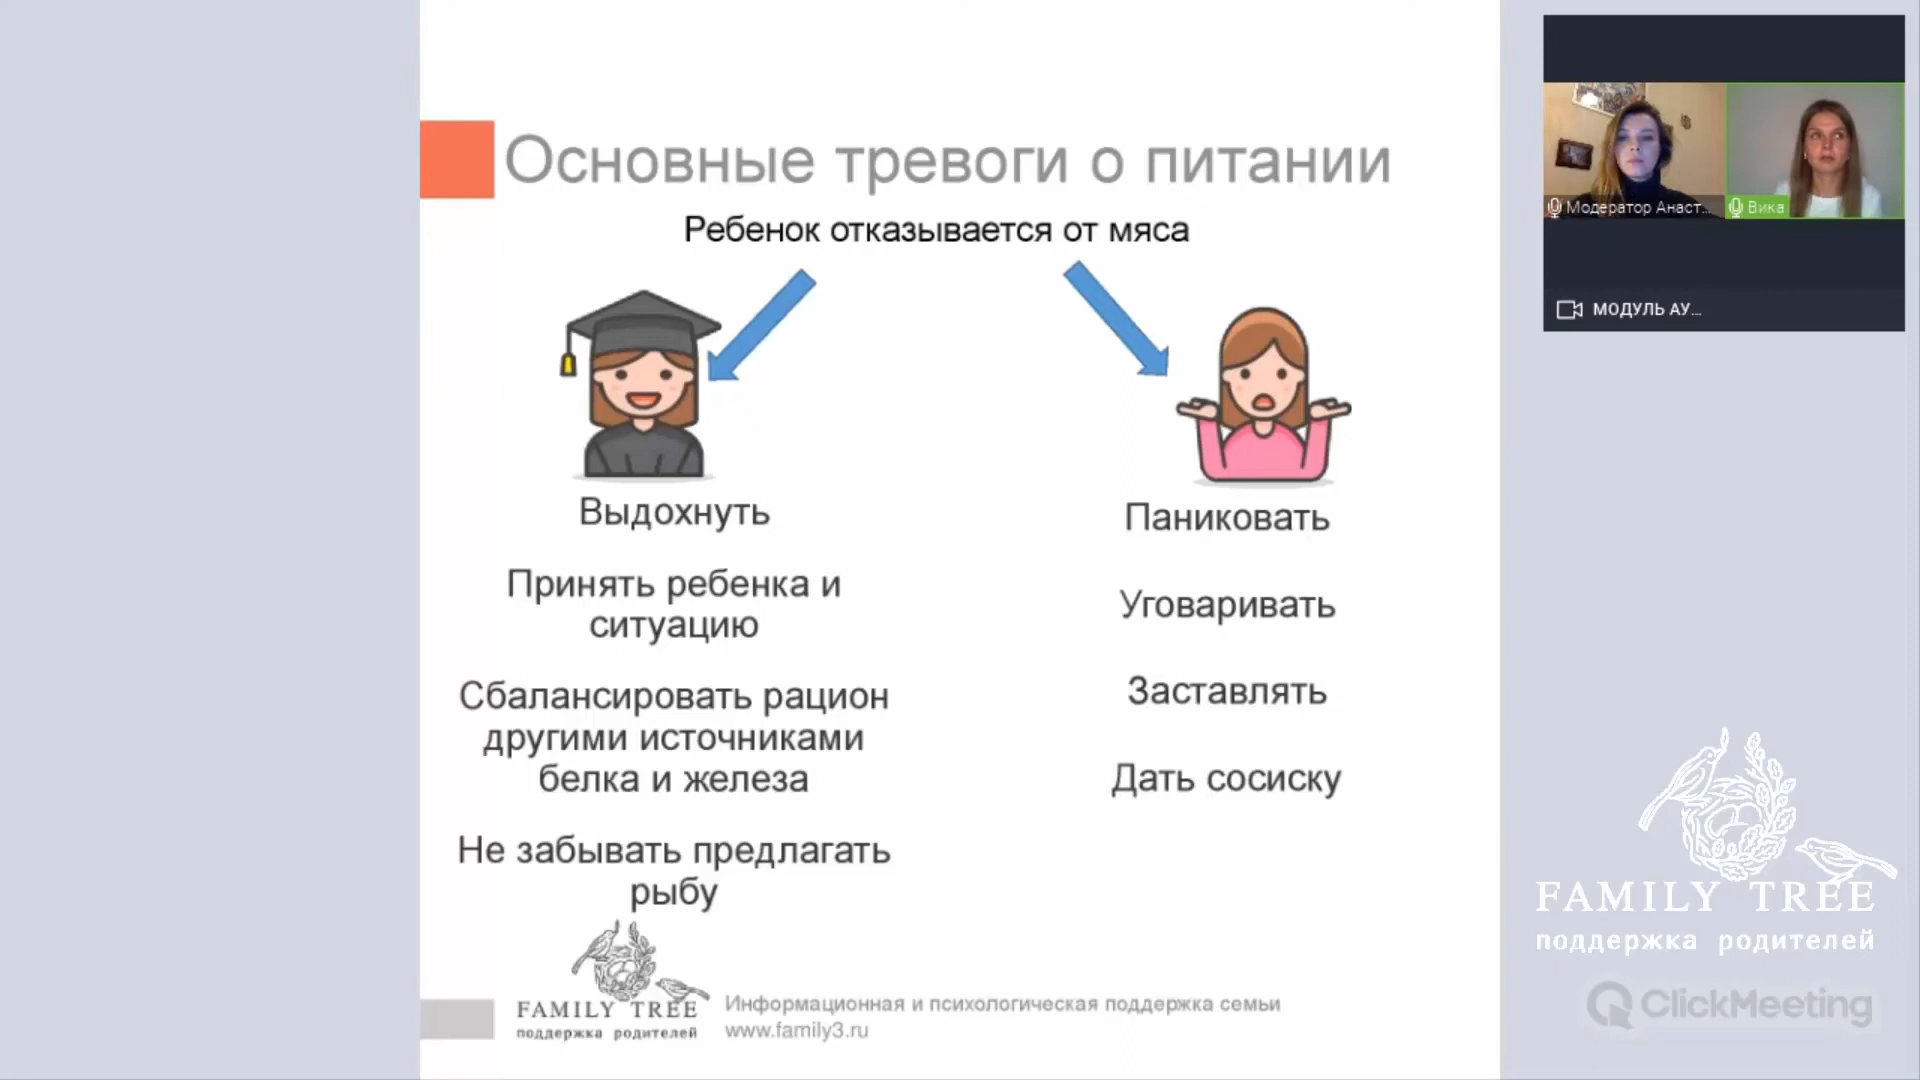 Основные тревоги о питании
Ребенок отказывается от мяса
Выдохнуть
Принять ребенка и
ситуацию
Сбалансировать рацион
другими источниками
белка и железа
Не забывать предлагать
рыбу
Паниковать
Уговаривать
Заставлять
Дать сосиску
FAMILY TREE
поддержка родителей
Информационная и психологическая поддержка семьи
www.family3.ru
Модератор Анаст...
Вика
МОДУЛЬ АУ...
FAMILY TREE
поддержка родителей
ClickMeeting